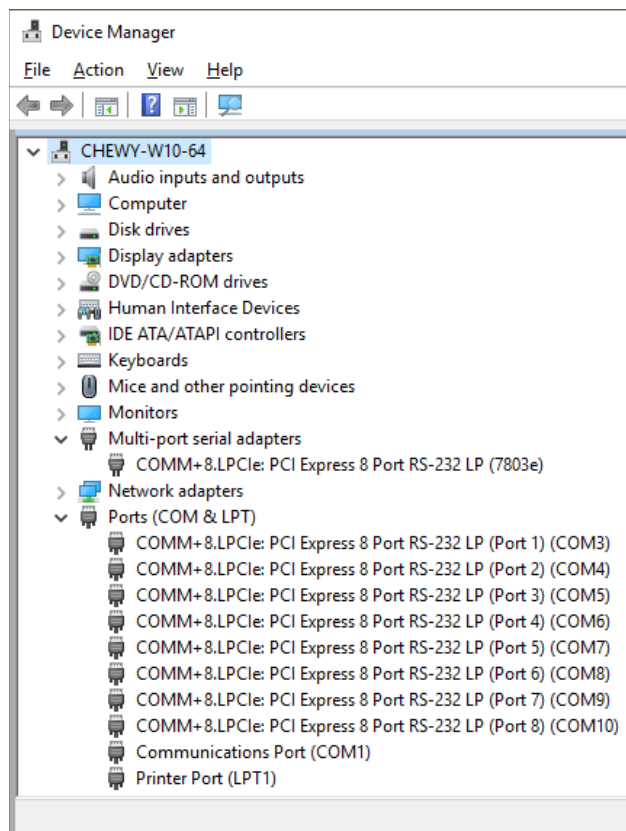 Device Manager
File Action View Help
CHEWY-W10-64
Audio inputs and outputs
Computer
Disk drives
Display adapters
DVD/CD-ROM drives
Human Interface Devices
IDE ATA/ATAPI controllers
Keyboards
Mice and other pointing devices
Monitors
Multi-port serial adapters
COMM+8.LPCIe: PCI Express 8 Port RS-232 LP (7803e)
Network adapters
Ports (COM & LPT)
COMM+8.LPCIe: PCI Express 8 Port RS-232 LP (Port 1) (COM3)
COMM+8.LPCIe: PCI Express 8 Port RS-232 LP (Port 2) (COM4)
COMM+8.LPCIe: PCI Express 8 Port RS-232 LP (Port 3) (COM5)
COMM+8.LPCIe: PCI Express 8 Port RS-232 LP (Port 4) (COM6)
COMM+8.LPCIe: PCI Express 8 Port RS-232 LP (Port 5) (COM7)
COMM+8.LPCIe: PCI Express 8 Port RS-232 LP (Port 6) (COM8)
COMM+8.LPCIe: PCI Express 8 Port RS-232 LP (Port 7) (COM9)
COMM+8.LPCIe: PCI Express 8 Port RS-232 LP (Port 8) (COM10)
Communications Port (COM1)
Printer Port (LPT1)